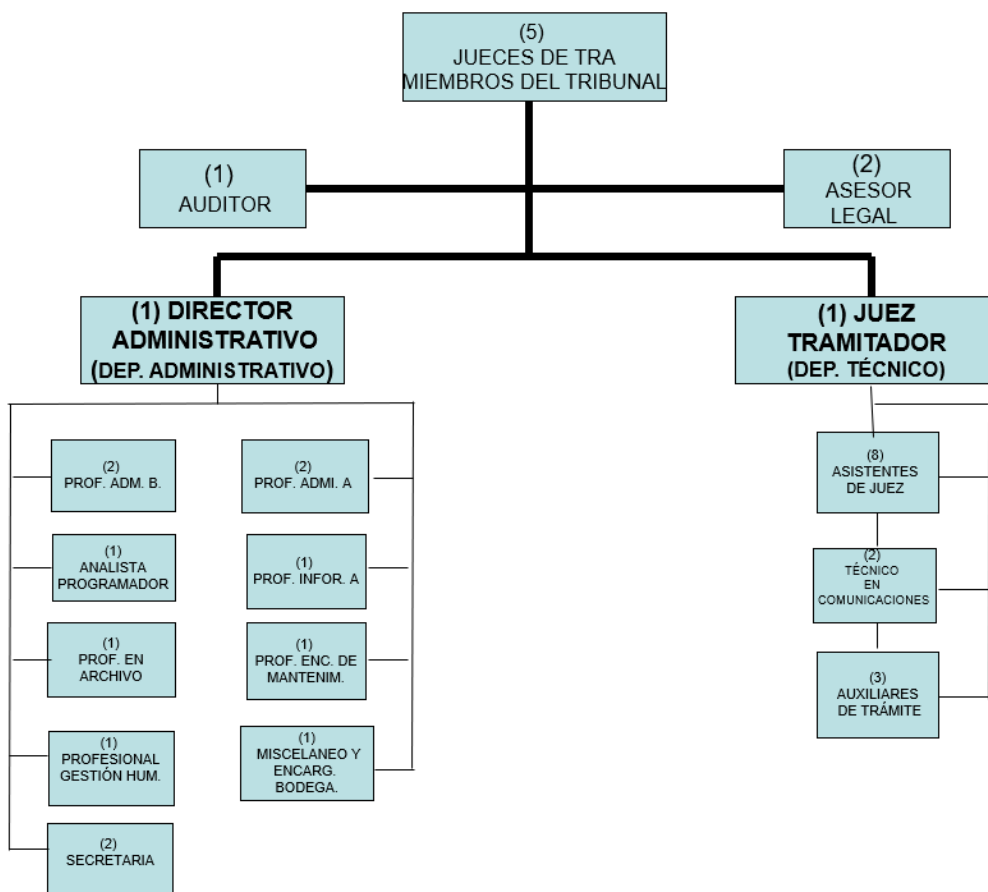 (5)
JUECES DE TRA
MIEMBROS DEL TRIBUNAL
(1)
AUDITOR
(2)
ASESOR
LEGAL
(1) DIRECTOR
ADMINISTRATIVO
(DEP. ADMINISTRATIVO)
(1) JUEZ
TRAMITADOR
(DEP. TÉCNICO)
(2)
PROF. ADM. B.
(2)
PROF. ADMI. A
(8)
ASISTENTES
DE JUEZ
(1)
ANALISTA
PROGRAMADOR
(1)
PROF. INFOR. A
(2)
TÉCNICO
EN
COMUNICACIONES
(1)
PROF. EN
ARCHIVO
(1)
PROF. ENC. DE
MANTENIM.
(3)
AUXILIARES
DE TRÁMITE
(1)
PROFESIONAL
GESTIÓN HUM.
(1)
MISCELANEO Y
ENCARG.
BODEGA.
(2)
SECRETARIA